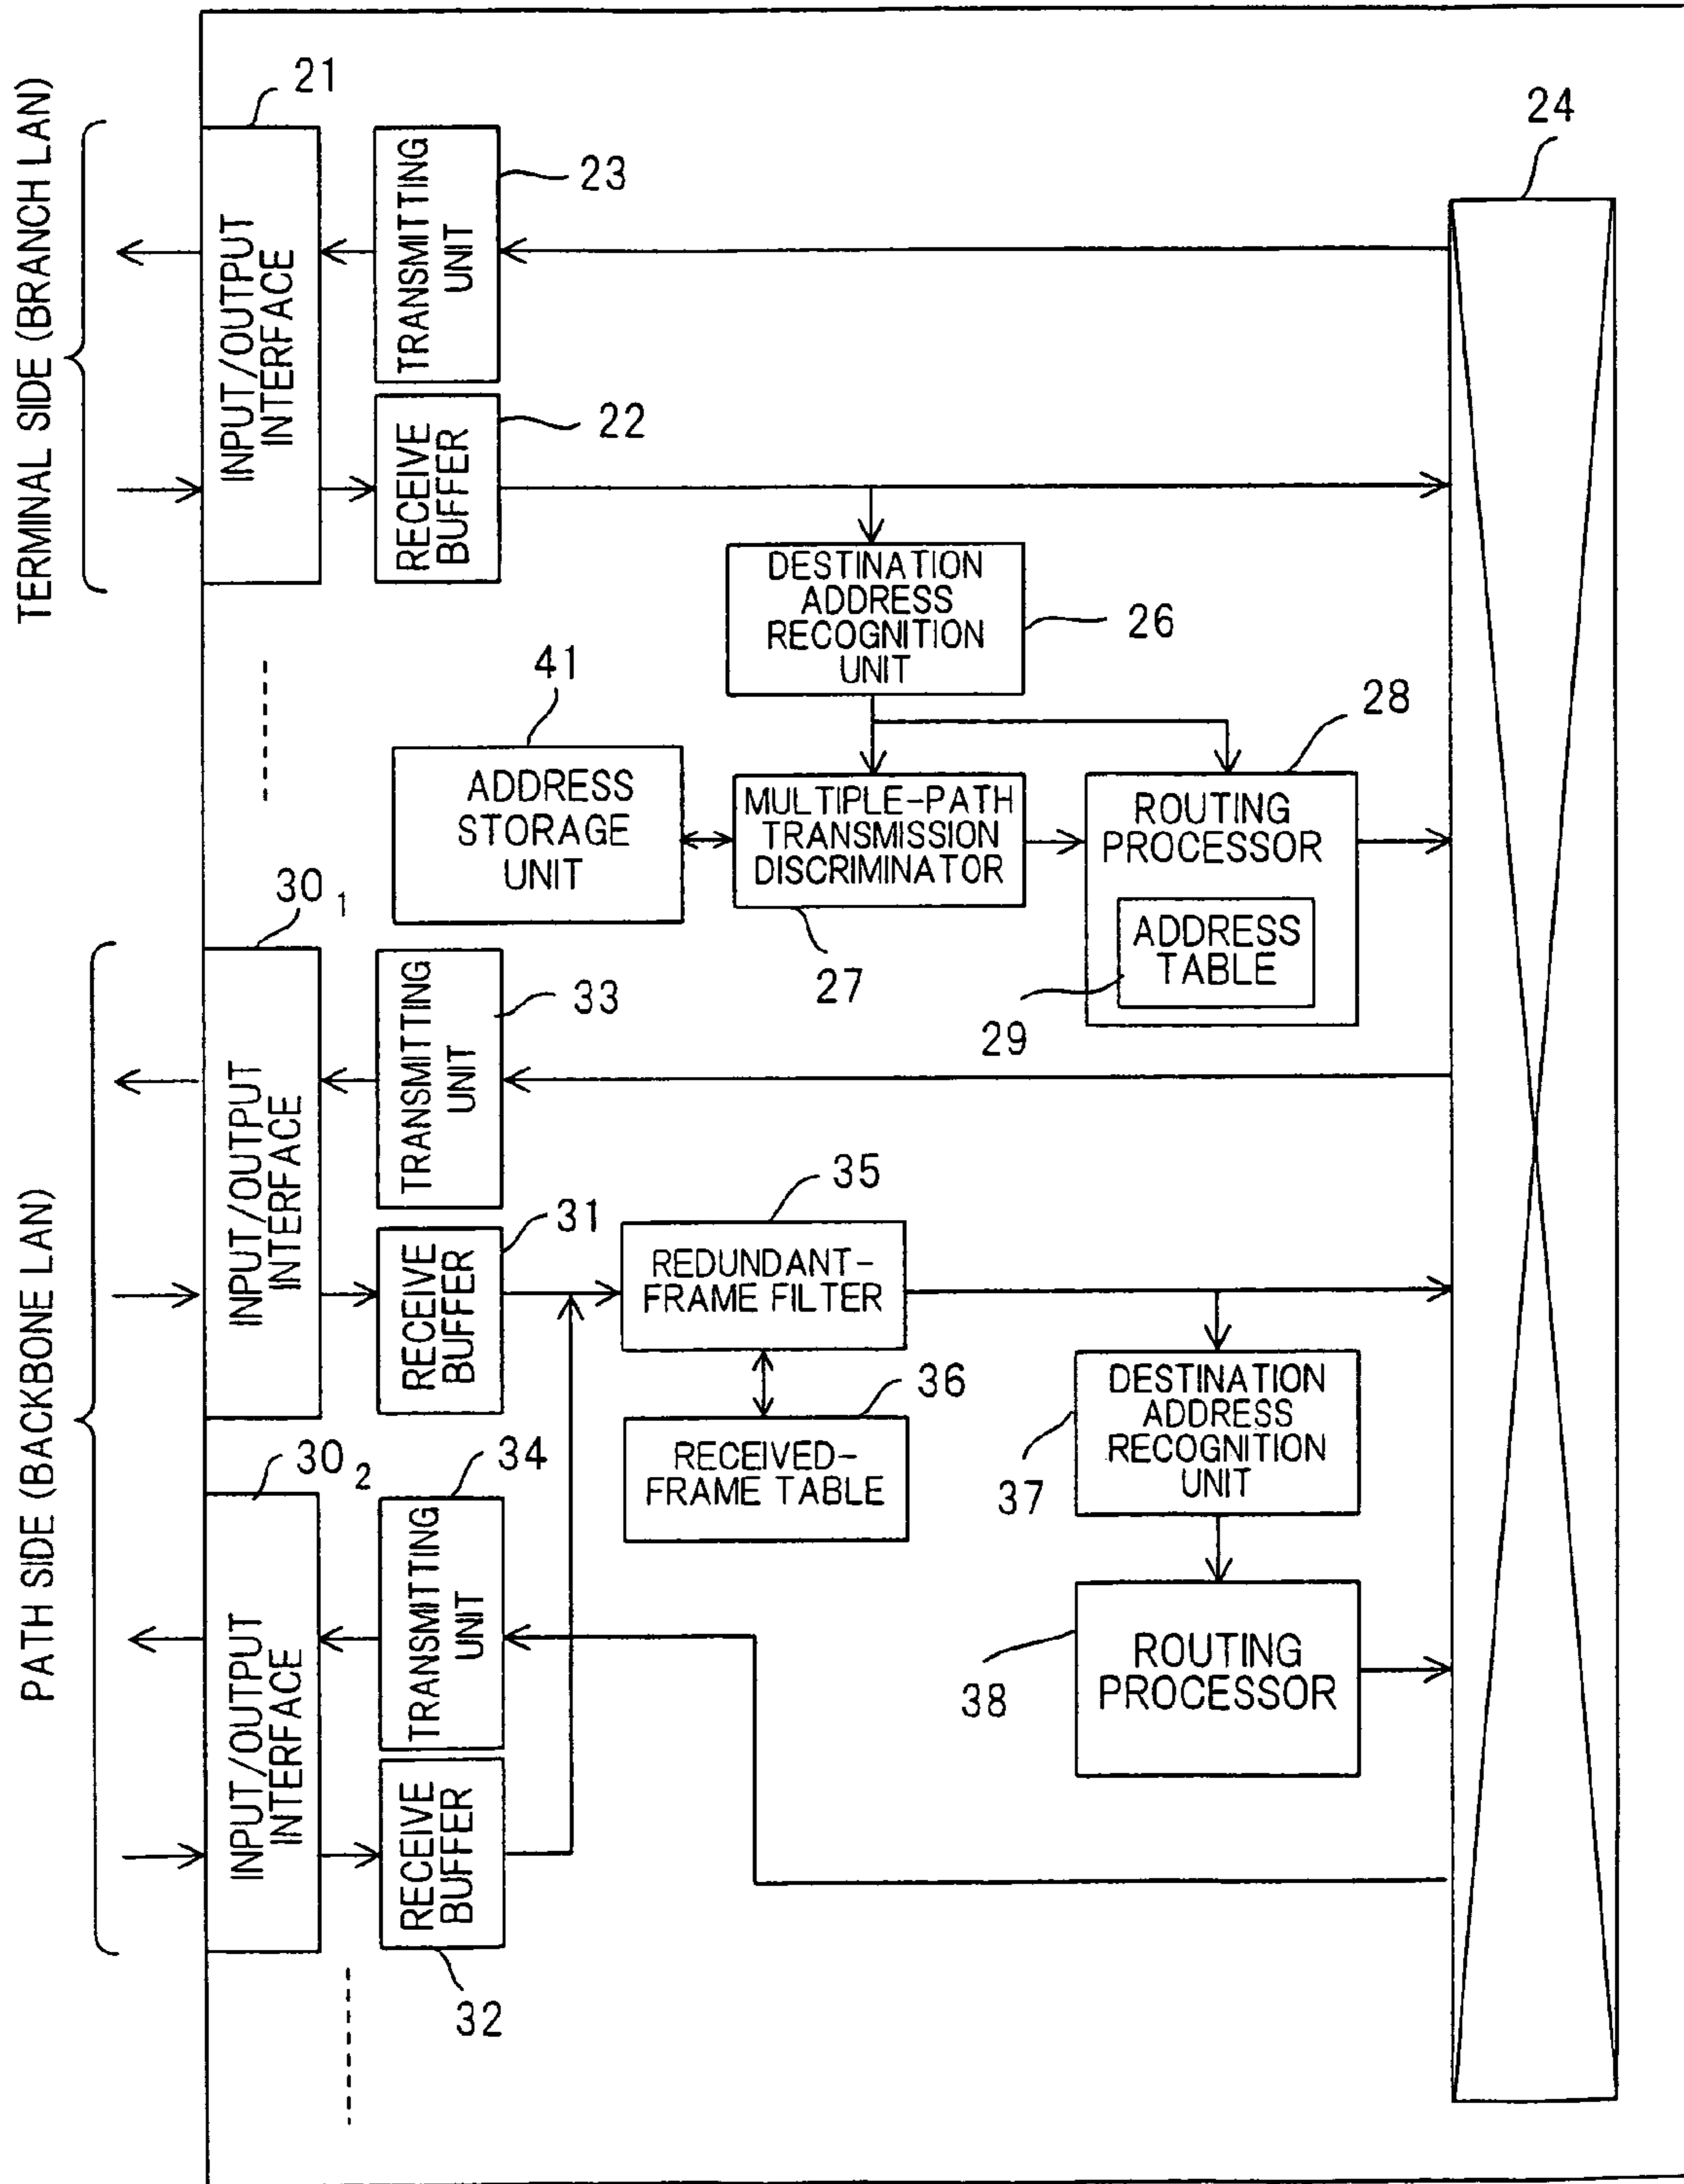 TERMINAL SIDE (BRANCH LAN)
21
INPUT/OUTPUT
INTERFACE
TRANSMITTING
UNIT
23
RECEIVE
BUFFER
22
24
DESTINATION
ADDRESS
RECOGNITION
UNIT
26
41
ADDRESS
STORAGE
UNIT
MULTIPLE-PATH
TRANSMISSION
DISCRIMINATOR
27
28
ROUTING
PROCESSOR
ADDRESS
TABLE
29
PATH SIDE (BACKBONE LAN)
30 1
INPUT/OUTPUT
INTERFACE
TRANSMITTING
UNIT
33
RECEIVE
BUFFER
31
35
REDUNDANT-
FRAME FILTER
36
RECEIVED-
FRAME TABLE
DESTINATION
ADDRESS
RECOGNITION
UNIT
37
30 2
INPUT/OUTPUT
INTERFACE
34
TRANSMITTING
UNIT
RECEIVE
BUFFER
32
ROUTING
PROCESSOR
38